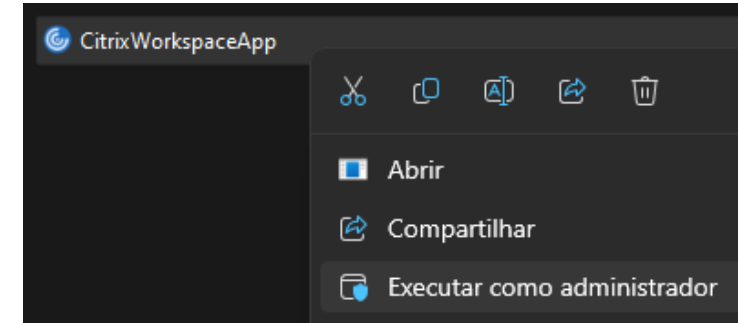 CitrixWorkspaceApp
A
Abrir
Compartilhar
Executar como administrador